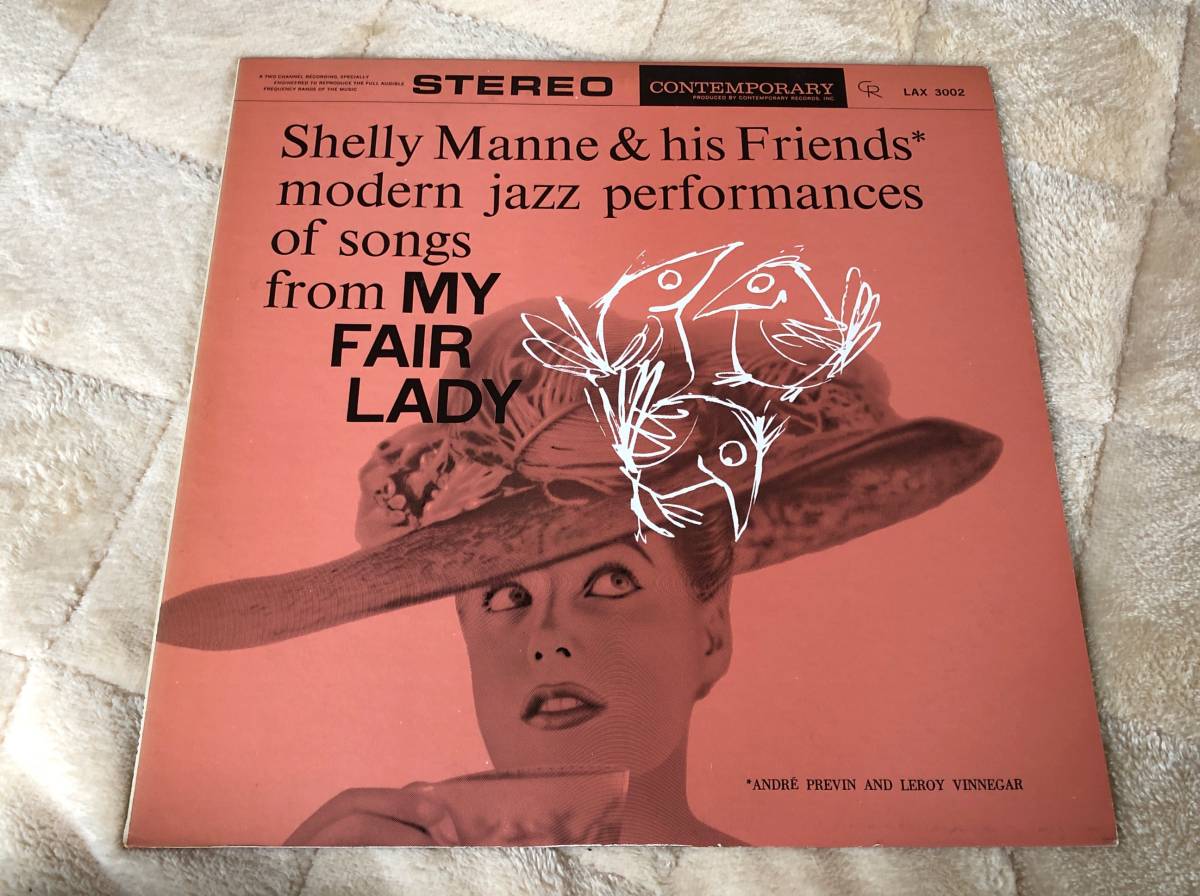 A TWO CHANNEL RECORDING, SPECIALLY
ENGINEERED TO REPRODUCE THE FULL AUDIBLE
FREQUENCY RANGE OF THE MUSIC
STEREO
CONTEMPORARY
PRODUCED BY CONTEMPORARY RECORDS, INC.
CR
LAX 3002
Shelly Manne & his Friends*
modern jazz performances
of songs
from MY
FAIR
LADY
*ANDRÉ PREVIN AND LEROY VINNEGAR